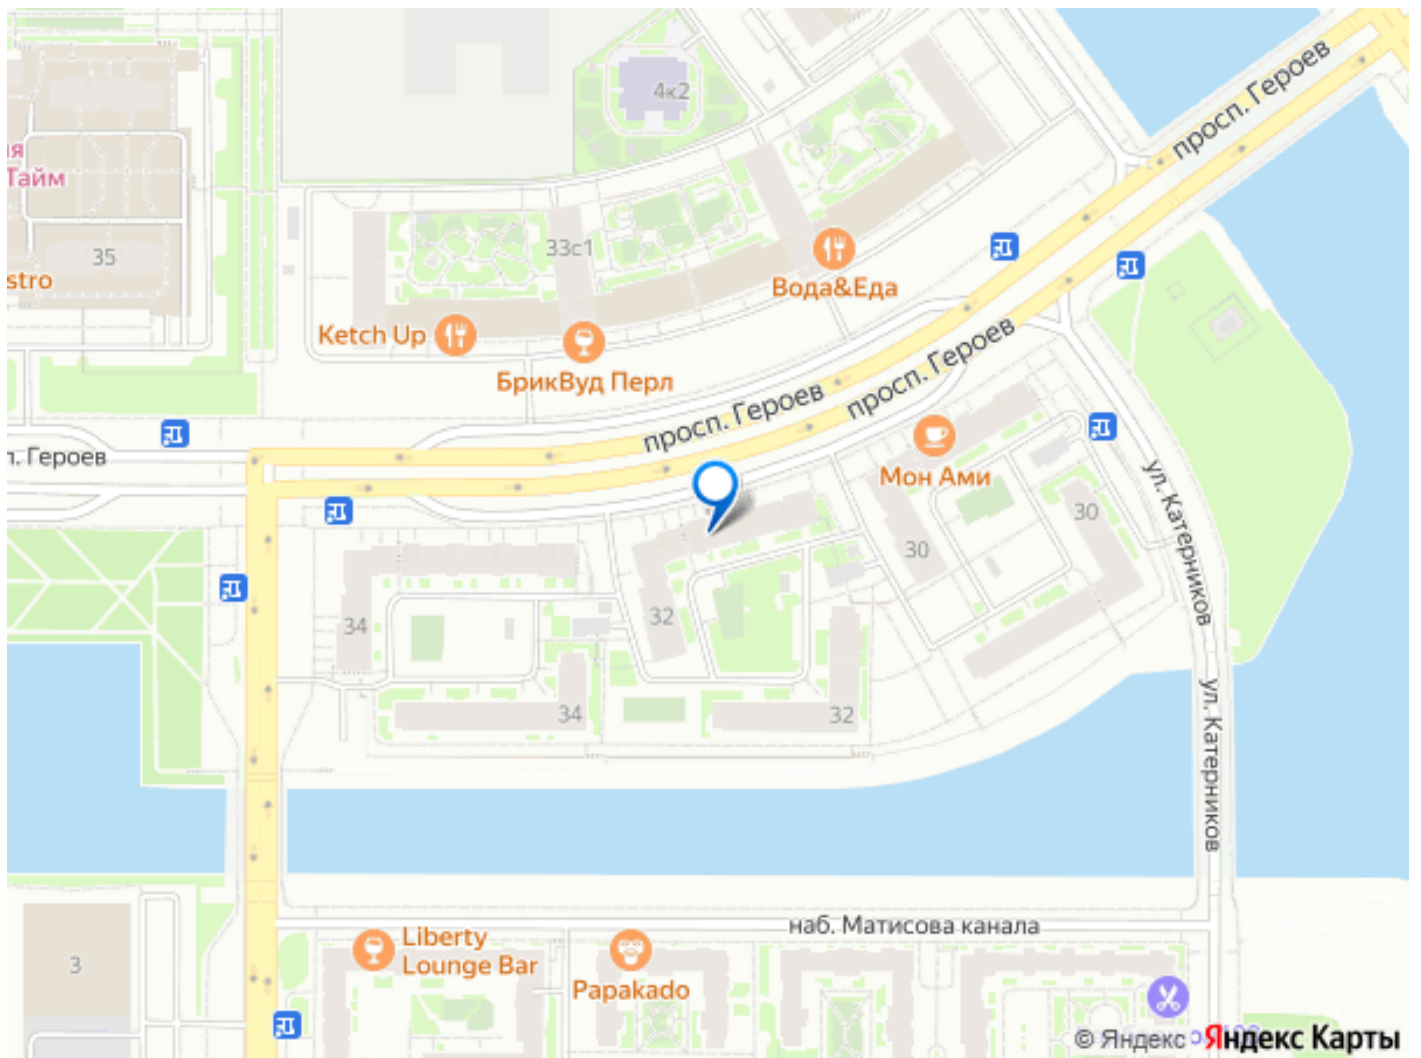 просп. Героев
4к2
я
Тайм
35
stro
33с1
Вода&Еда
Ketch Up
БрикВуд Перл
просп. Героев
просп. Героев
Героев
Мон Ами
ул. Катерников
30
30
34
32
34
32
ул. Катерников
наб. Матисова канала
Liberty
Lounge Bar
3
Papakado
© Яндекс Яндекс Карты